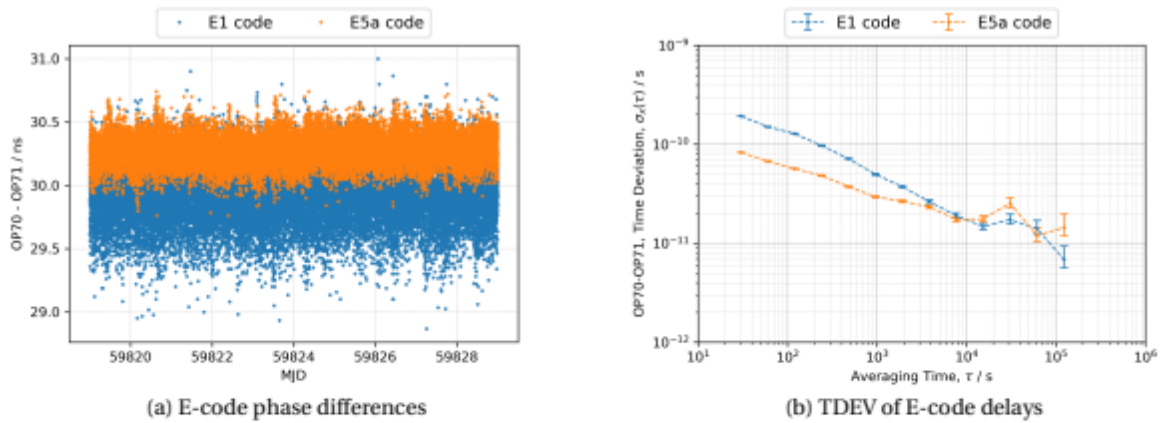 E1 code E5a code
31.0
30.5
30.0
29.5
29.0
OP70 - OP71 / ns
59820 59822 59824 59826 59828
MJD
(a) E-code phase differences
E1 code E5a code
10⁻⁹
10⁻¹⁰
10⁻¹¹
10⁻¹²
OP70-OP71, Time Deviation, σₓ(τ) / s
10¹ 10² 10³ 10⁴ 10⁵ 10⁶
Averaging Time, τ / s
(b) TDEV of E-code delays